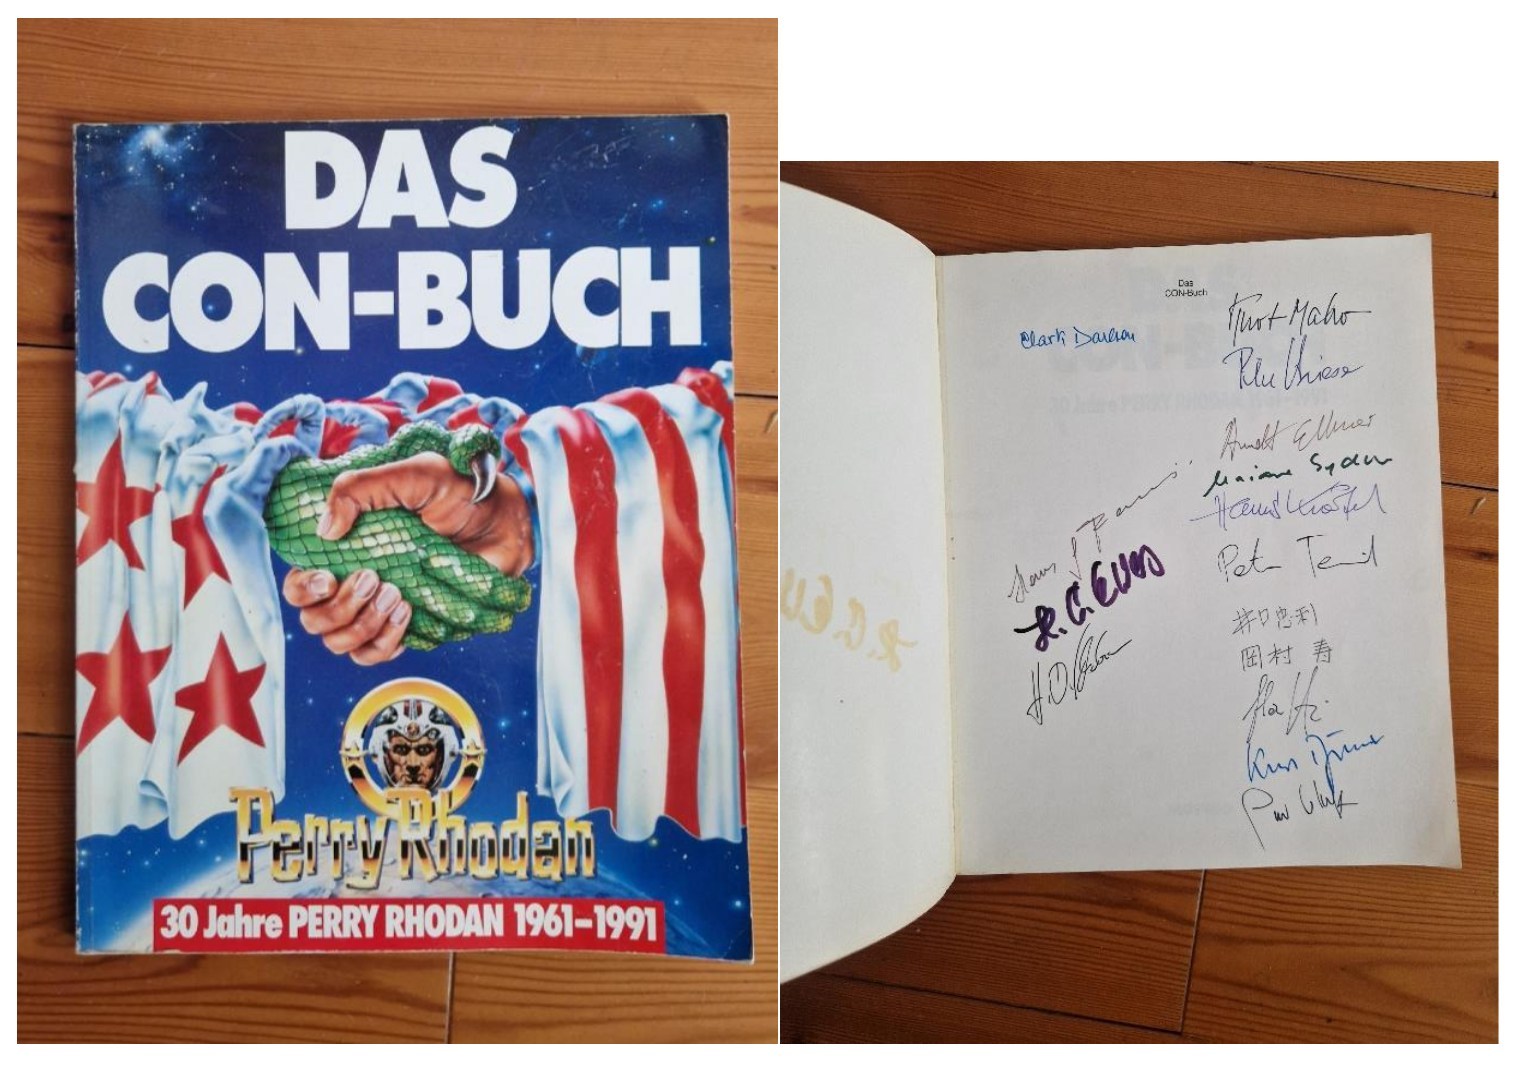 DAS
CON-BUCH
Perry Rhodan
30 Jahre PERRY RHODAN 1961–1991
Das
CON-Buch
Clark Darlton
Kurt Mahr
Arndt Ellmer
Marianne Sydow
H. G. Ewers
Peter Terrid
井口忠利
岡村 寿